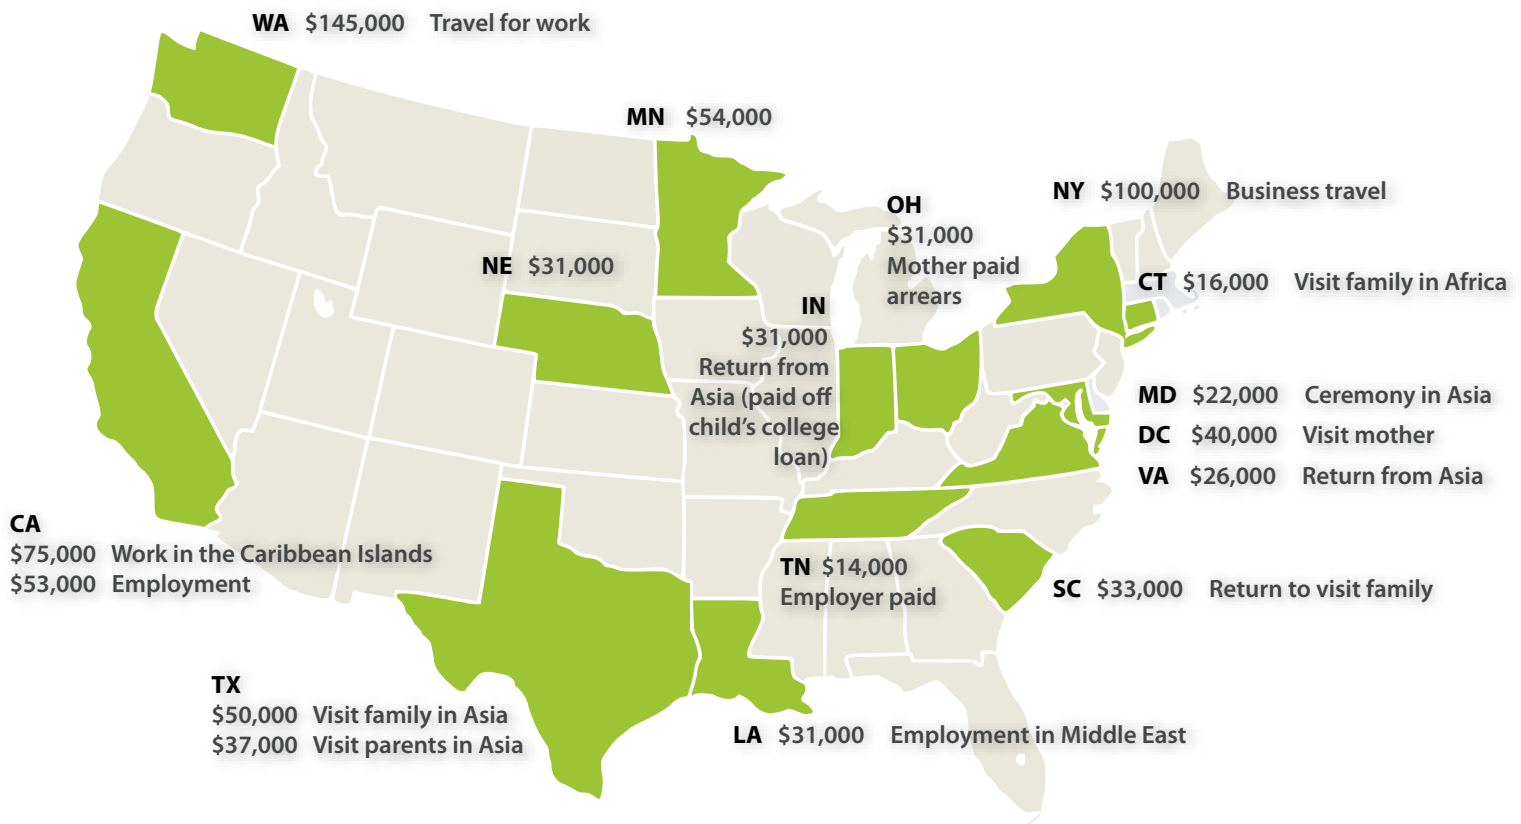 WA $145,000 Travel for work
MN $54,000
NY $100,000 Business travel
OH
$31,000
Mother paid
arrears
NE $31,000
CT $16,000 Visit family in Africa
IN
$31,000
Return from
Asia (paid off
child’s college
loan)
MD $22,000 Ceremony in Asia
DC $40,000 Visit mother
VA $26,000 Return from Asia
CA
$75,000 Work in the Caribbean Islands
$53,000 Employment
TN $14,000
Employer paid
SC $33,000 Return to visit family
TX
$50,000 Visit family in Asia
$37,000 Visit parents in Asia
LA $31,000 Employment in Middle East